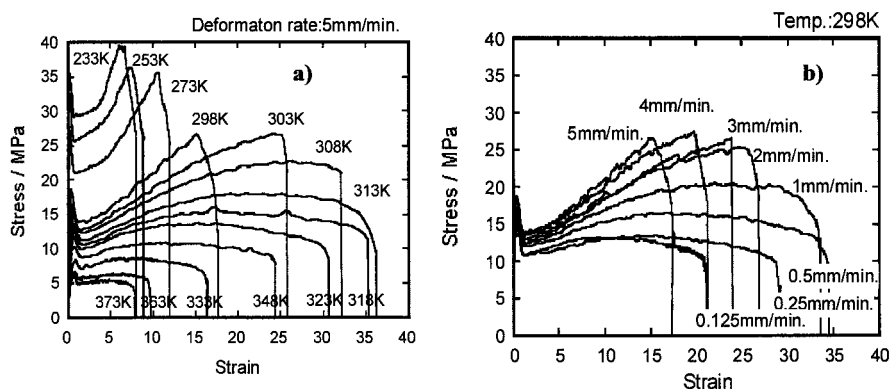 Deformaton rate:5mm/min.
Stress / MPa
40
35
30
25
20
15
10
5
0
a)
233K
253K
273K
298K
303K
308K
313K
373K
363K
333K
348K
323K
318K
0 5 10 15 20 25 30 35 40
Strain
Temp.:298K
Stress / MPa
40
35
30
25
20
15
10
5
0
b)
4mm/min.
5mm/min.
3mm/min.
2mm/min.
1mm/min.
0.5mm/min.
0.25mm/min.
0.125mm/min.
0 5 10 15 20 25 30 35 40
Strain